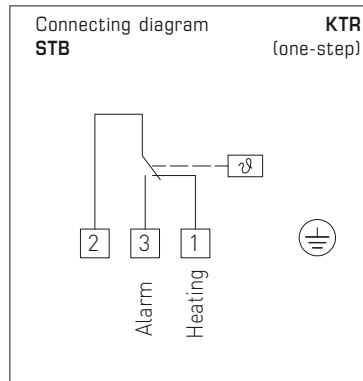 Connecting diagram KTR
STB (one-step)
ϑ
2 3 1
Alarm
Heating